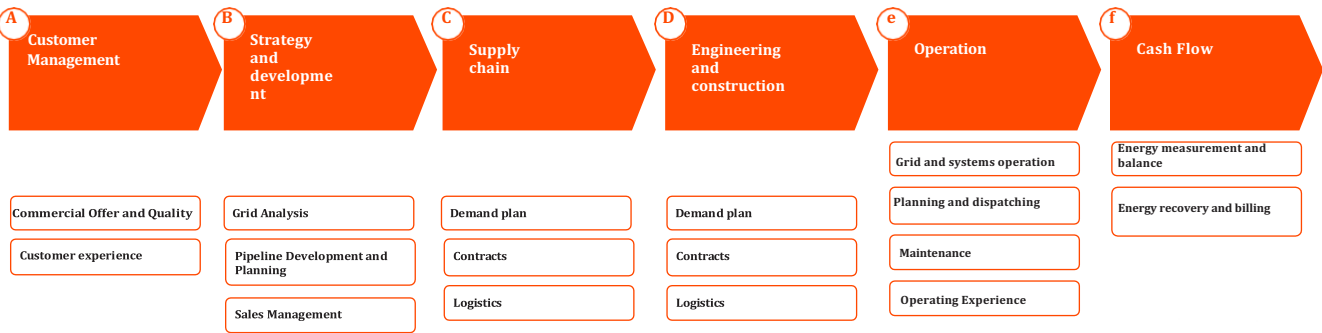 A
Customer
Management
B
Strategy
and
developme
nt
C
Supply
chain
D
Engineering
and
construction
e
Operation
f
Cash Flow
Commercial Offer and Quality
Customer experience
Grid Analysis
Pipeline Development and
Planning
Sales Management
Demand plan
Contracts
Logistics
Demand plan
Contracts
Logistics
Grid and systems operation
Planning and dispatching
Maintenance
Operating Experience
Energy measurement and
balance
Energy recovery and billing